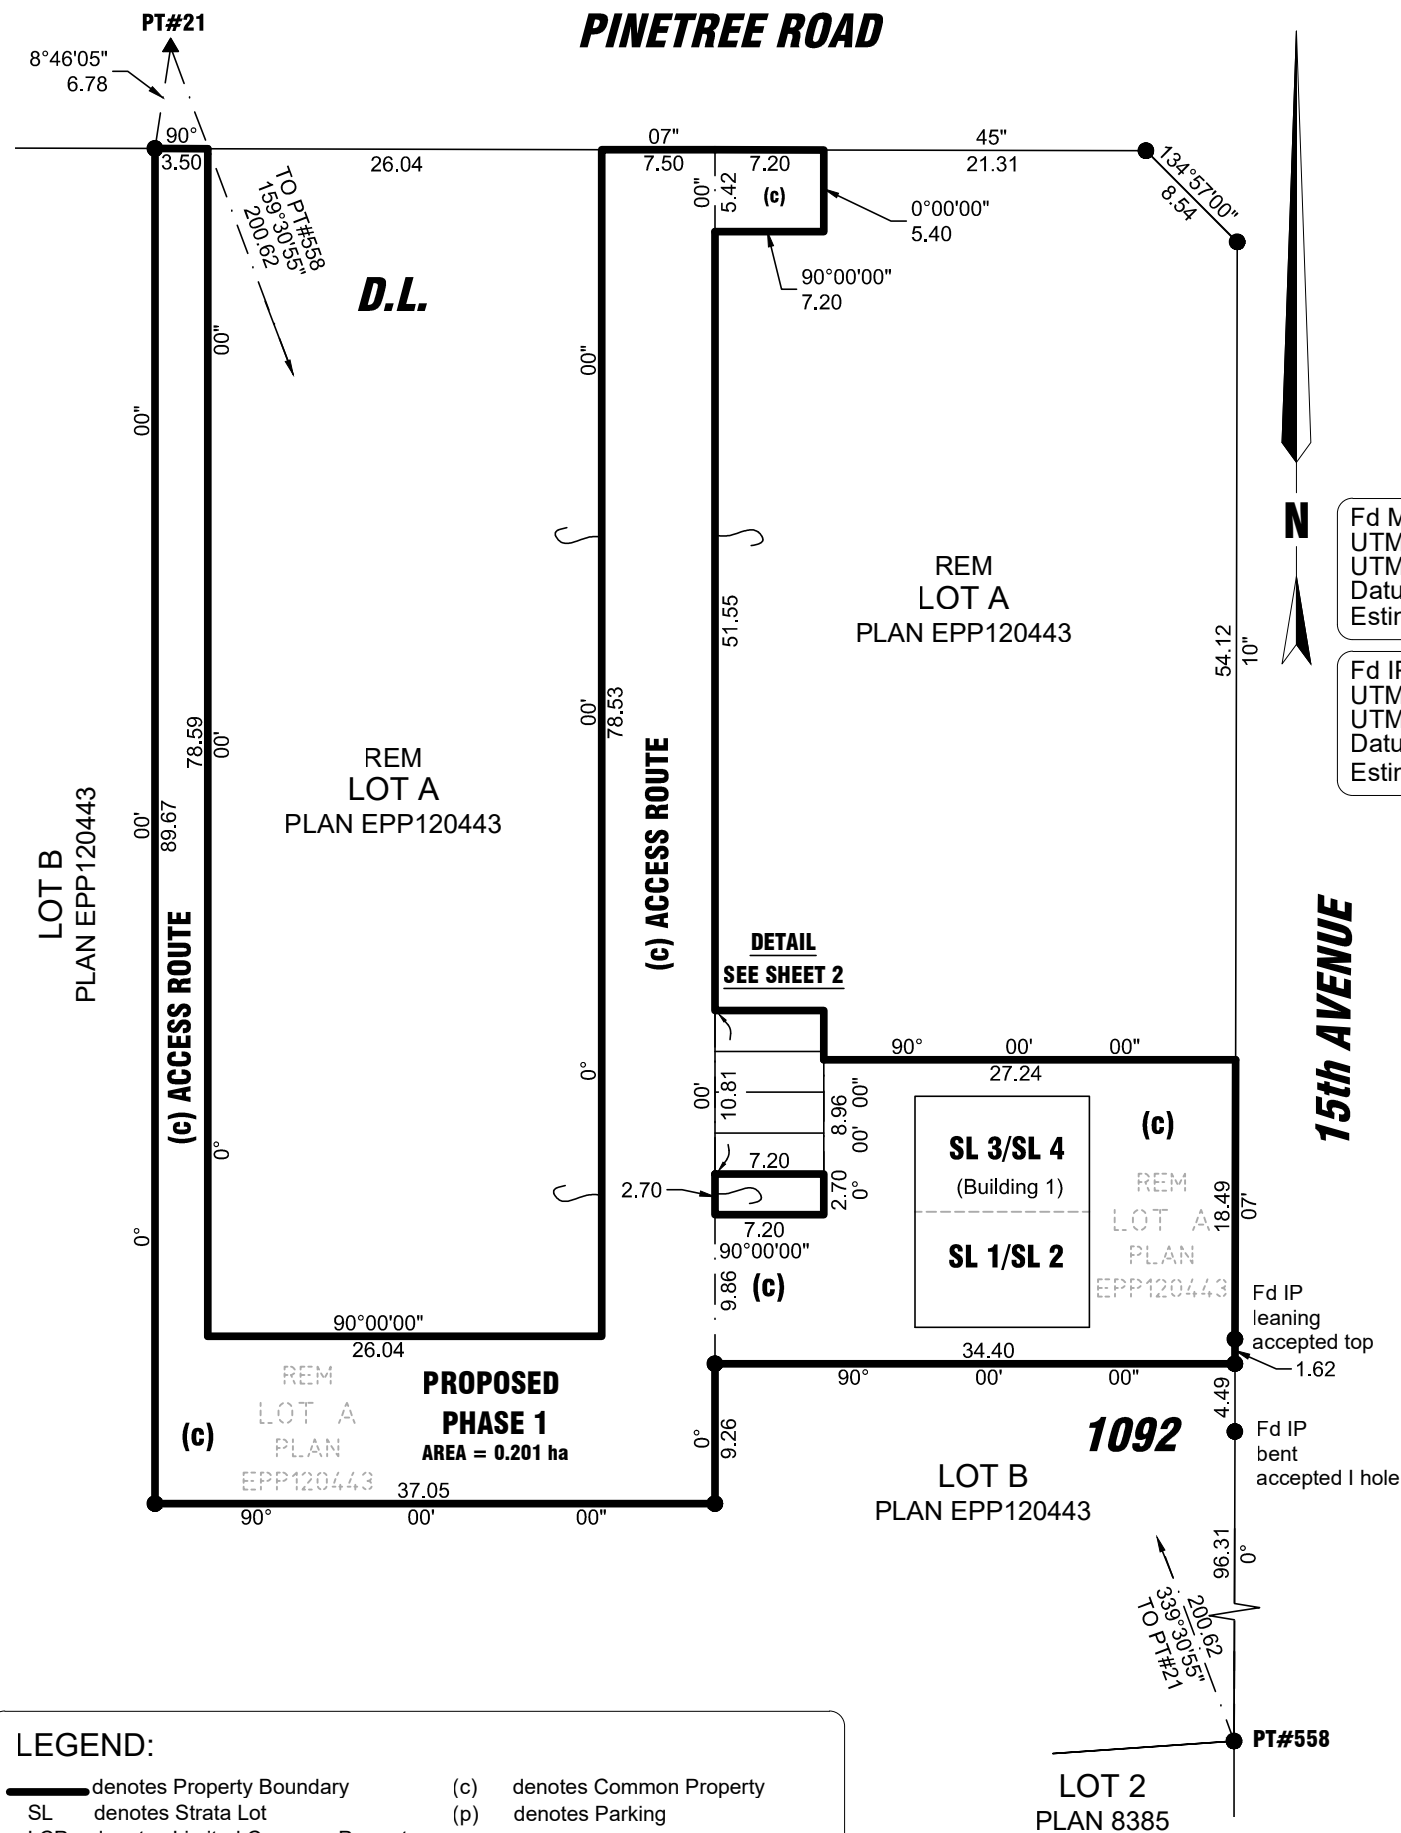 PINETREE ROAD
PT#21
8°46'05"
6.78
90° 07" 45"
3.50 26.04 7.50 7.20 21.31
134°57'00"
8.54
TO PT#558
159°30'55"
200.62
00"
5.42
(c)
0°00'00"
5.40
90°00'00"
7.20
D.L.
00"
00"
00"
N
Fd
UTM
UTM
Datu
Estin
Fd
UTM
UTM
Datu
Estin
REM
LOT A
PLAN EPP120443
51.55
54.12
10"
00'
78.53
78.59
00'
REM
LOT A
PLAN EPP120443
LOT B
PLAN EPP120443
00'
89.67
(c) ACCESS ROUTE
(c) ACCESS ROUTE
15th AVENUE
DETAIL
SEE SHEET 2
90° 00' 00"
27.24
0°
00'
10.81
8.96
00' 00"
7.20
2.70
2.70
0°
7.20
90°00'00"
9.86
(c)
SL 3/SL 4
(Building 1)
SL 1/SL 2
(c)
REM
LOT A
PLAN
EPP120443
18.49
07'
0°
0°
Fd IP
leaning
accepted top
1.62
90°00'00"
26.04
34.40
90° 00' 00"
REM
LOT A
PLAN
EPP120443
(c)
PROPOSED
PHASE 1
AREA = 0.201 ha
0°
9.26
4.49
1092
Fd IP
bent
accepted I hole
LOT B
PLAN EPP120443
37.05
90° 00' 00"
96.31
0°
200.62
339°30'55"
TO PT#21
PT#558
LOT 2
PLAN 8385
LEGEND:
denotes Property Boundary
(c) denotes Common Property
SL denotes Strata Lot
(p) denotes Parking